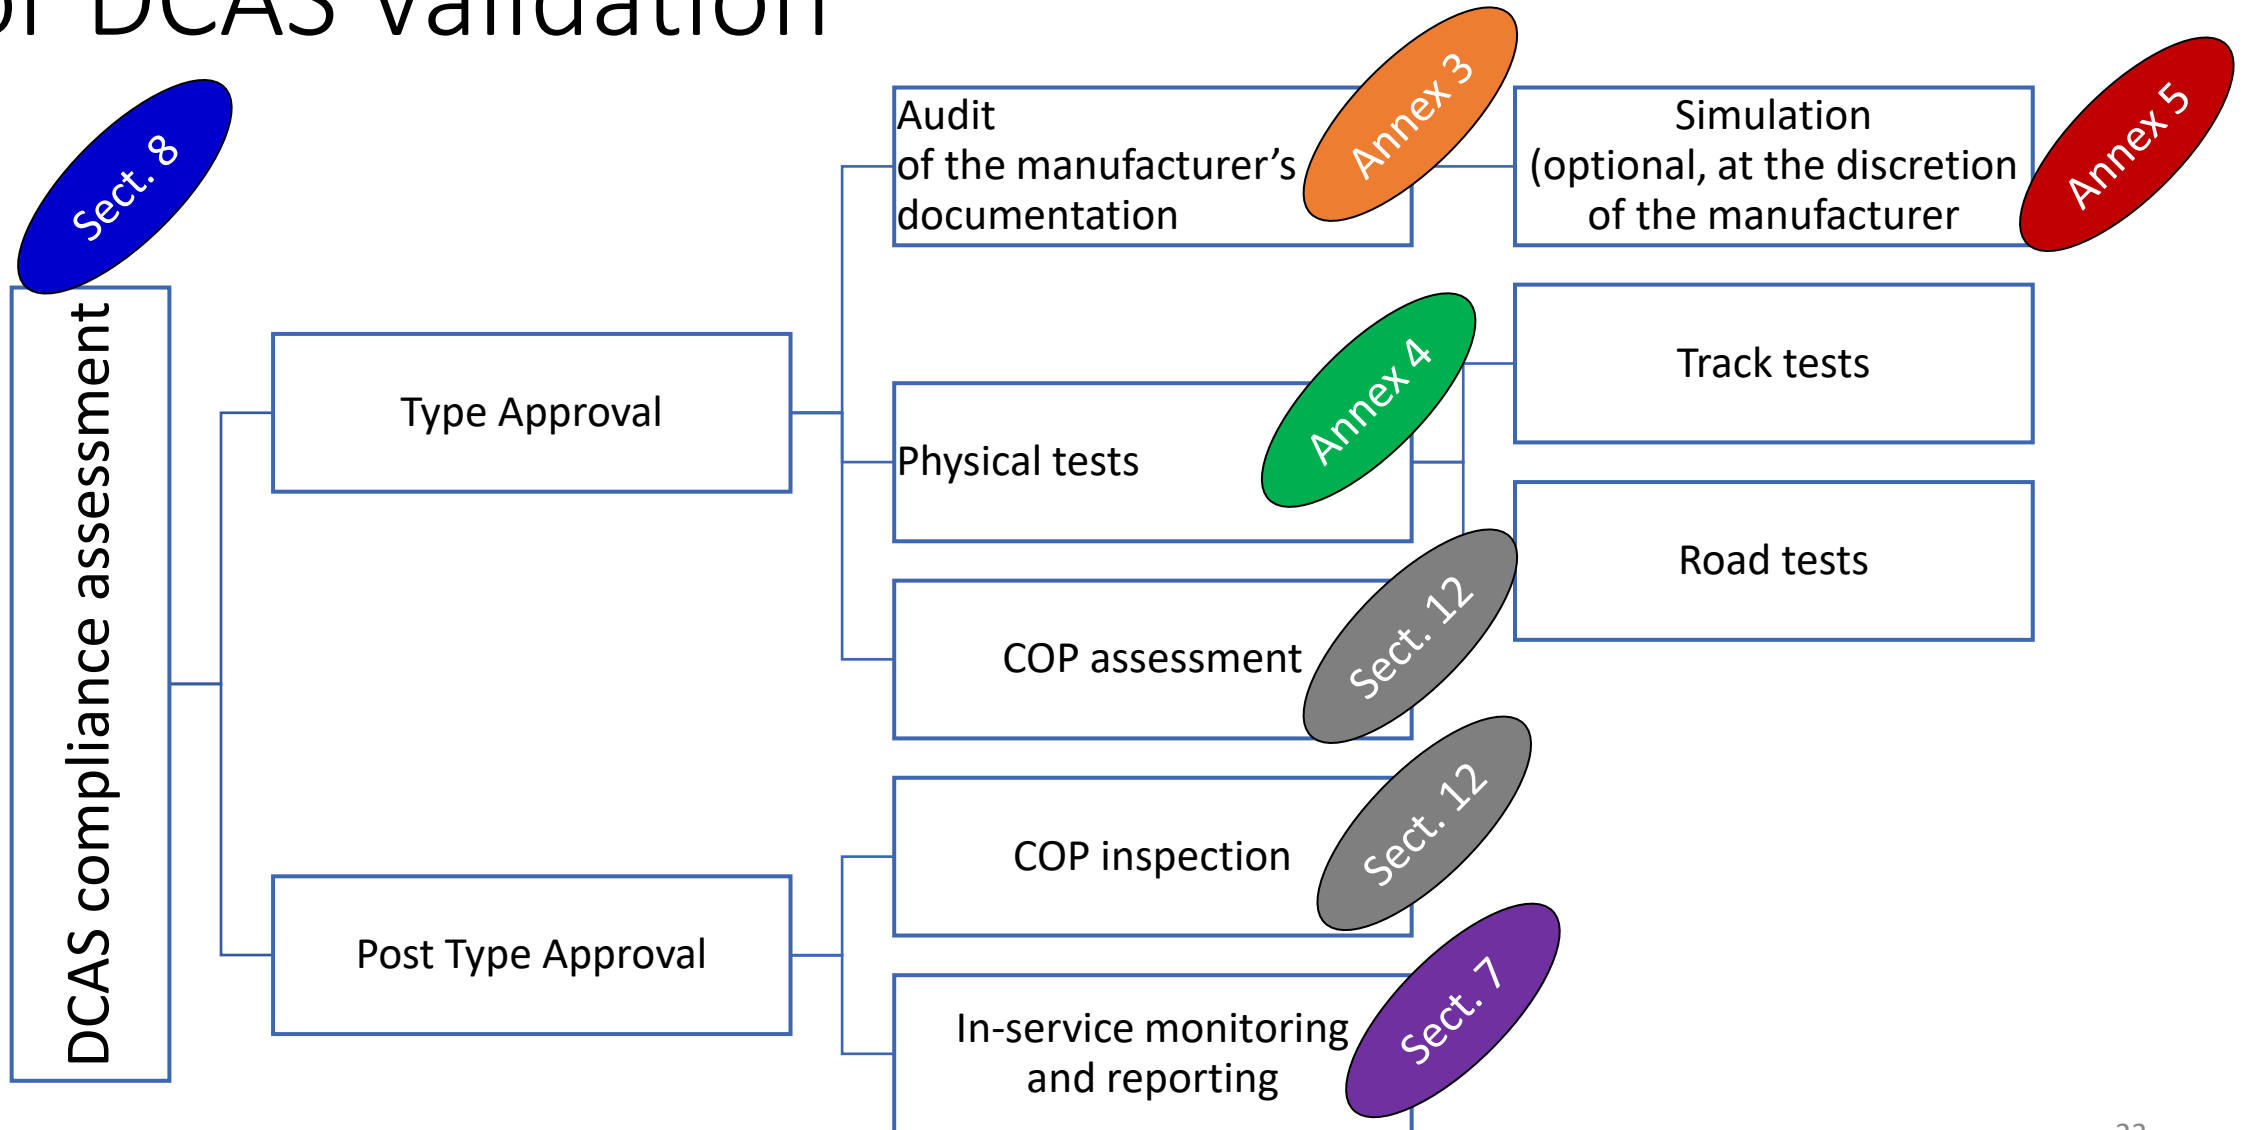 or DCAS Validation
Sect. 8
DCAS compliance assessment
Type Approval
Post Type Approval
Audit
of the manufacturer’s
documentation
Annex 3
Simulation
(optional, at the discretion
of the manufacturer
Annex 5
Physical tests
Annex 4
Track tests
Road tests
COP assessment
Sect. 12
COP inspection
Sect. 12
In-service monitoring
and reporting
Sect. 7